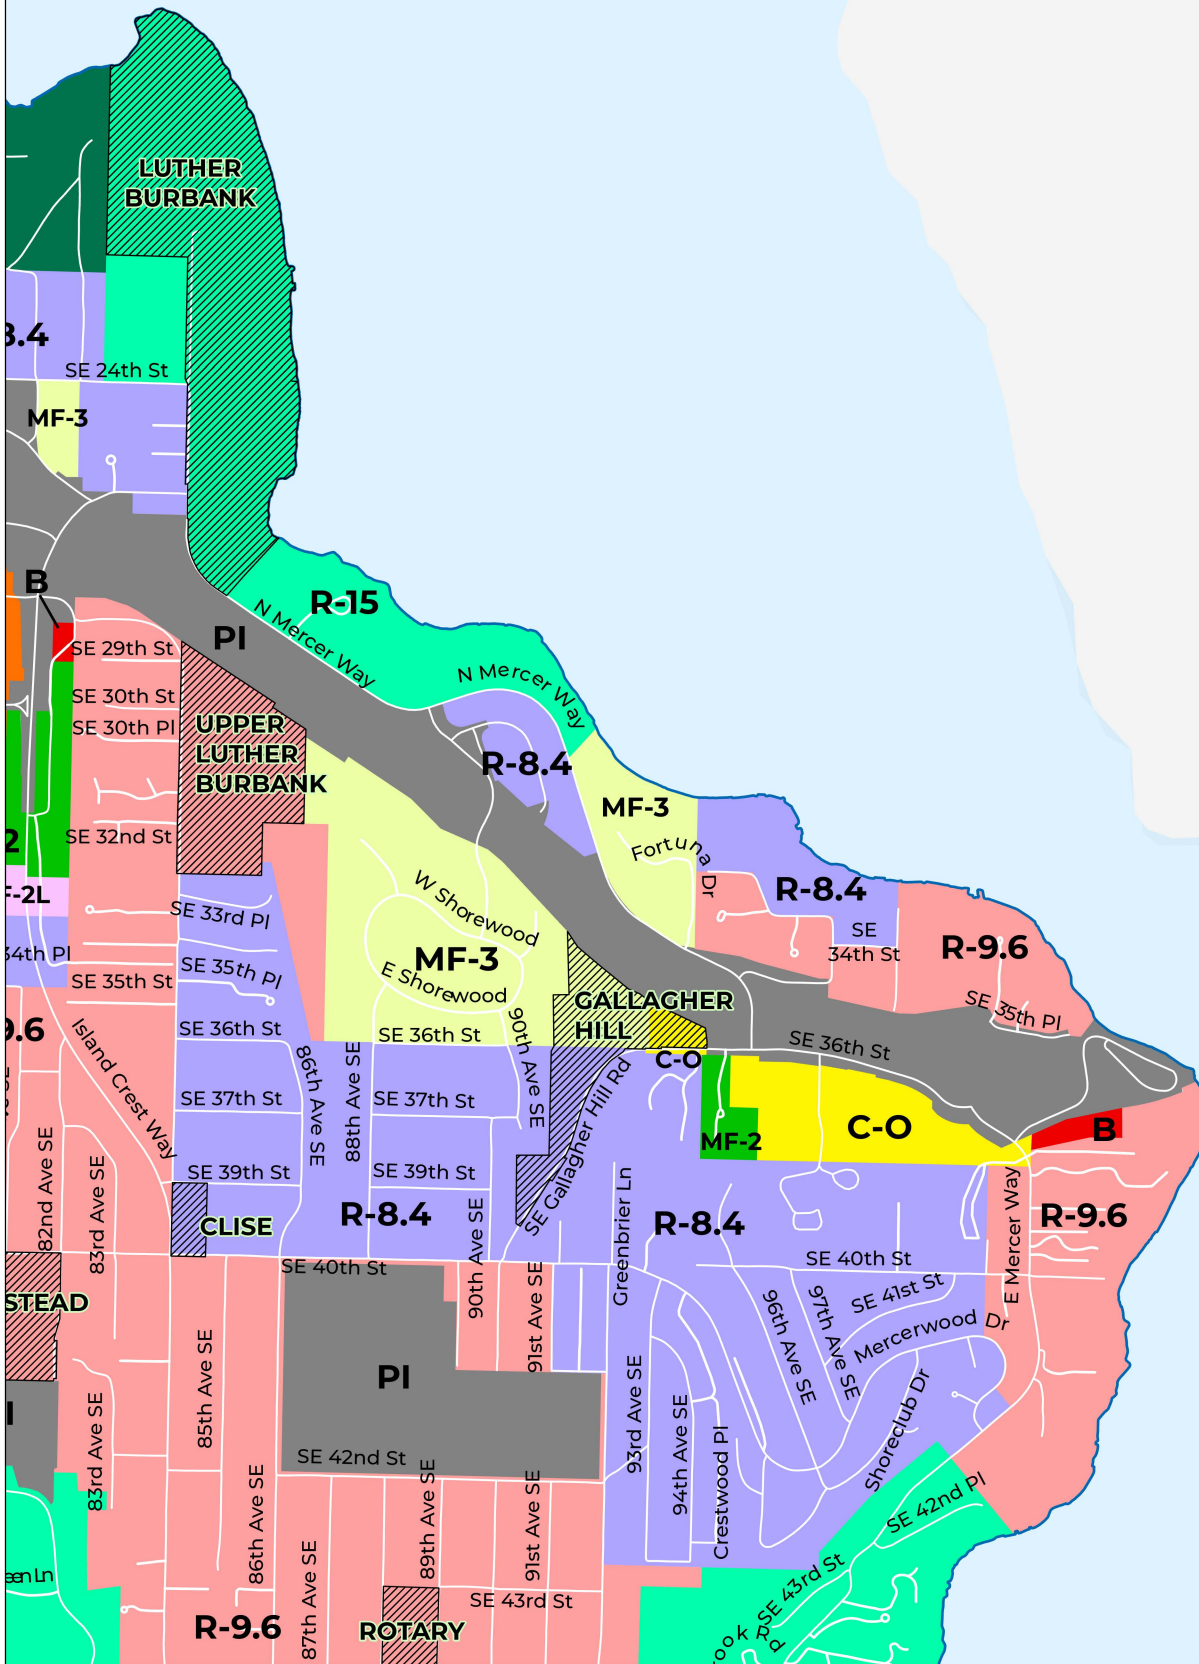 LUTHER
BURBANK
8.4
SE 24th St
MF-3
B
R-15
N Mercer Way
PI
SE 29th St
N Mercer Way
SE 30th St
UPPER
LUTHER
BURBANK
SE 30th Pl
R-8.4
MF-3
2
SE 32nd St
Fortuna Dr
R-8.4
F-2L
W Shorewood
SE 33rd Pl
SE
34th St
R-9.6
34th Pl
MF-3
SE 35th St
SE 35th Pl
E Shorewood
GALLAGHER
HILL
SE 35th Pl
9.6
Island Crest Way
SE 36th St
SE 36th St
90th Ave SE
SE 36th St
86th Ave SE
88th Ave SE
C-O
SE 37th St
SE 37th St
SE Gallagher Hill Rd
MF-2
C-O
B
82nd Ave SE
83rd Ave SE
SE 39th St
SE 39th St
CLISE
R-8.4
90th Ave SE
Greenbrier Ln
R-8.4
E Mercer Way
R-9.6
SE 40th St
SE 40th St
STEAD
91st Ave SE
96th Ave SE
97th Ave SE
SE 41st St
Mercerwood Dr
85th Ave SE
PI
I
83rd Ave SE
93rd Ave SE
94th Ave SE
Crestwood Pl
Shoreclub Dr
SE 42nd St
86th Ave SE
87th Ave SE
89th Ave SE
91st Ave SE
SE 42nd Pl
SE 43rd St
SE 43rd St
R-9.6
ROTARY
ook Rd